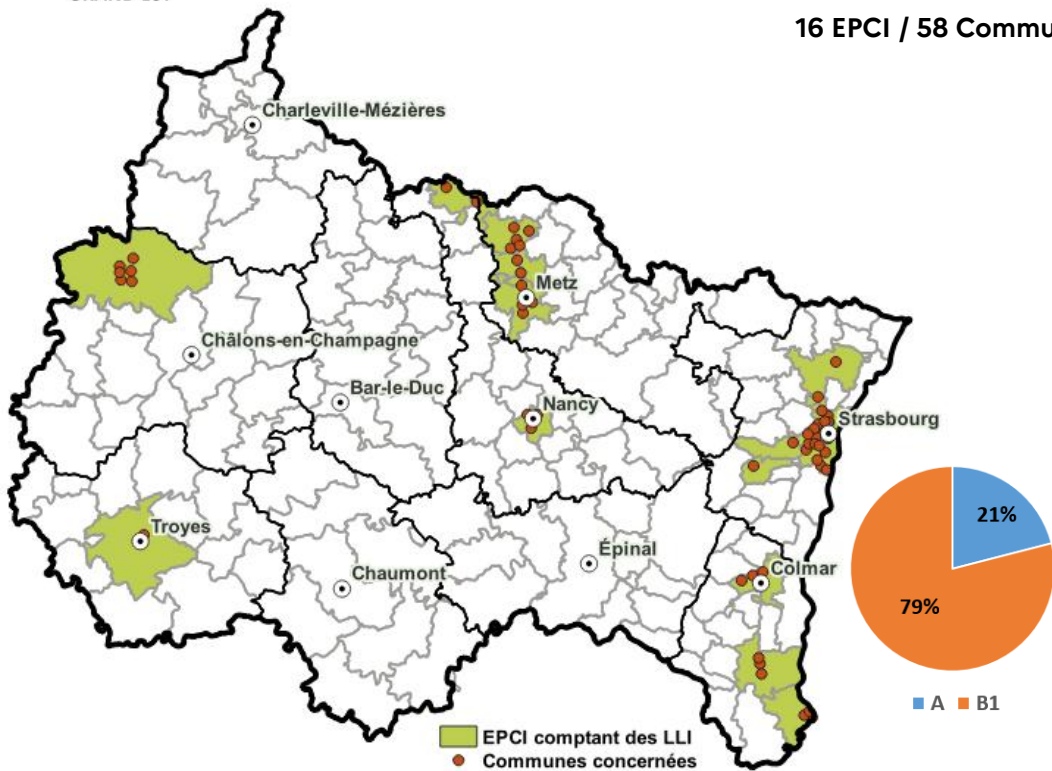 16 EPCI / 58 Commu
Charleville-Mézières
Metz
Châlons-en-Champagne
Bar-le-Duc
Nancy
Strasbourg
Troyes
Épinal
Chaumont
Colmar
21%
79%
A B1
EPCI comptant des LLI
Communes concernées